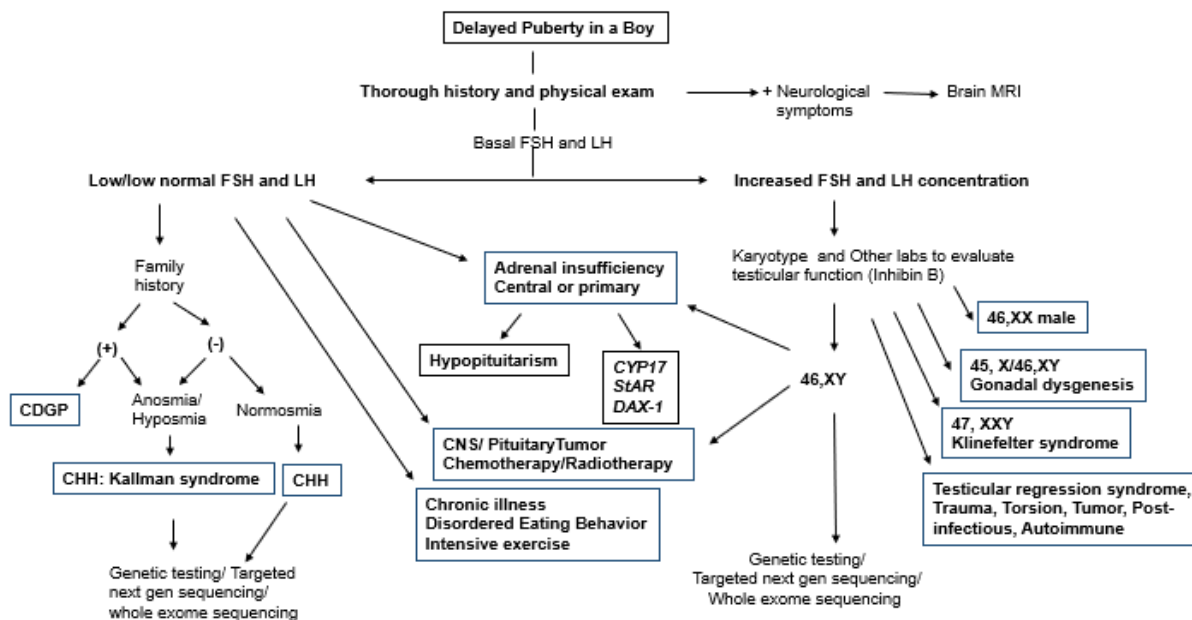 Delayed Puberty in a Boy
Thorough history and physical exam
+ Neurological
symptoms
Brain MRI
Basal FSH and LH
Low/low normal FSH and LH
Increased FSH and LH concentration
Family
history
Adrenal insufficiency
Central or primary
Karyotype and Other labs to evaluate
testicular function (Inhibin B)
46,XX male
(+)
(-)
Hypopituitarism
CYP17
StAR
DAX-1
46,XY
45, X/46,XY
Gonadal dysgenesis
CDGP
Anosmia/
Hyposmia
Normosmia
47, XXY
Klinefelter syndrome
CNS/ PituitaryTumor
Chemotherapy/Radiotherapy
CHH: Kallman syndrome
CHH
Chronic illness
Disordered Eating Behavior
Intensive exercise
Testicular regression syndrome,
Trauma, Torsion, Tumor, Post-
infectious, Autoimmune
Genetic testing/ Targeted
next gen sequencing/
whole exome sequencing
Genetic testing/
Targeted next gen sequencing/
Whole exome sequencing